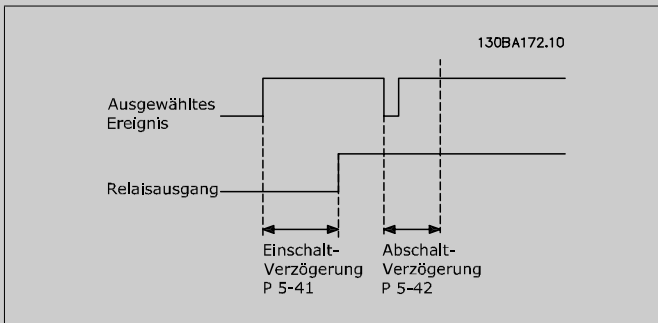 130BA172.10
Ausgewähltes
Ereignis
Relaisausgang
Einschalt-
Verzögerung
P 5-41
Abschalt-
Verzögerung
P 5-42